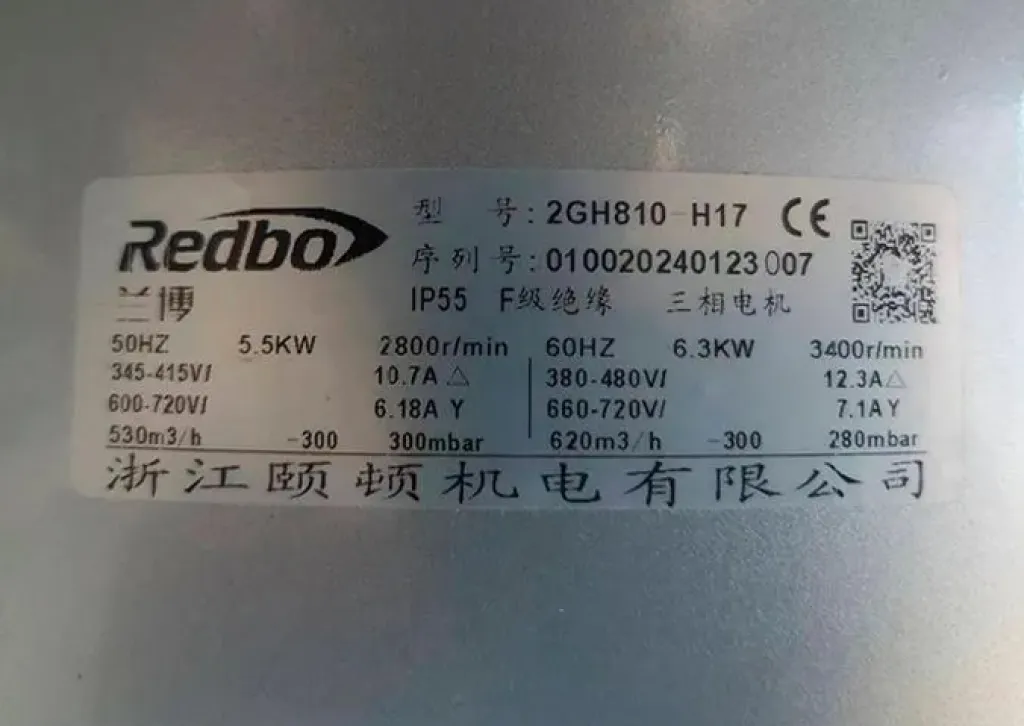 Redbo
兰博
型 号: 2GH810-H17 CE
序列号: 010020240123007
IP55 F级绝缘 三相电机
50HZ 5.5KW 2800r/min 60HZ 6.3KW 3400r/min
345-415V/ 10.7A △ 380-480V/ 12.3A△
600-720V/ 6.18A Y 660-720V/ 7.1A Y
530m3/h -300 300mbar 620m3/h -300 280mbar
浙江颐顿机电有限公司